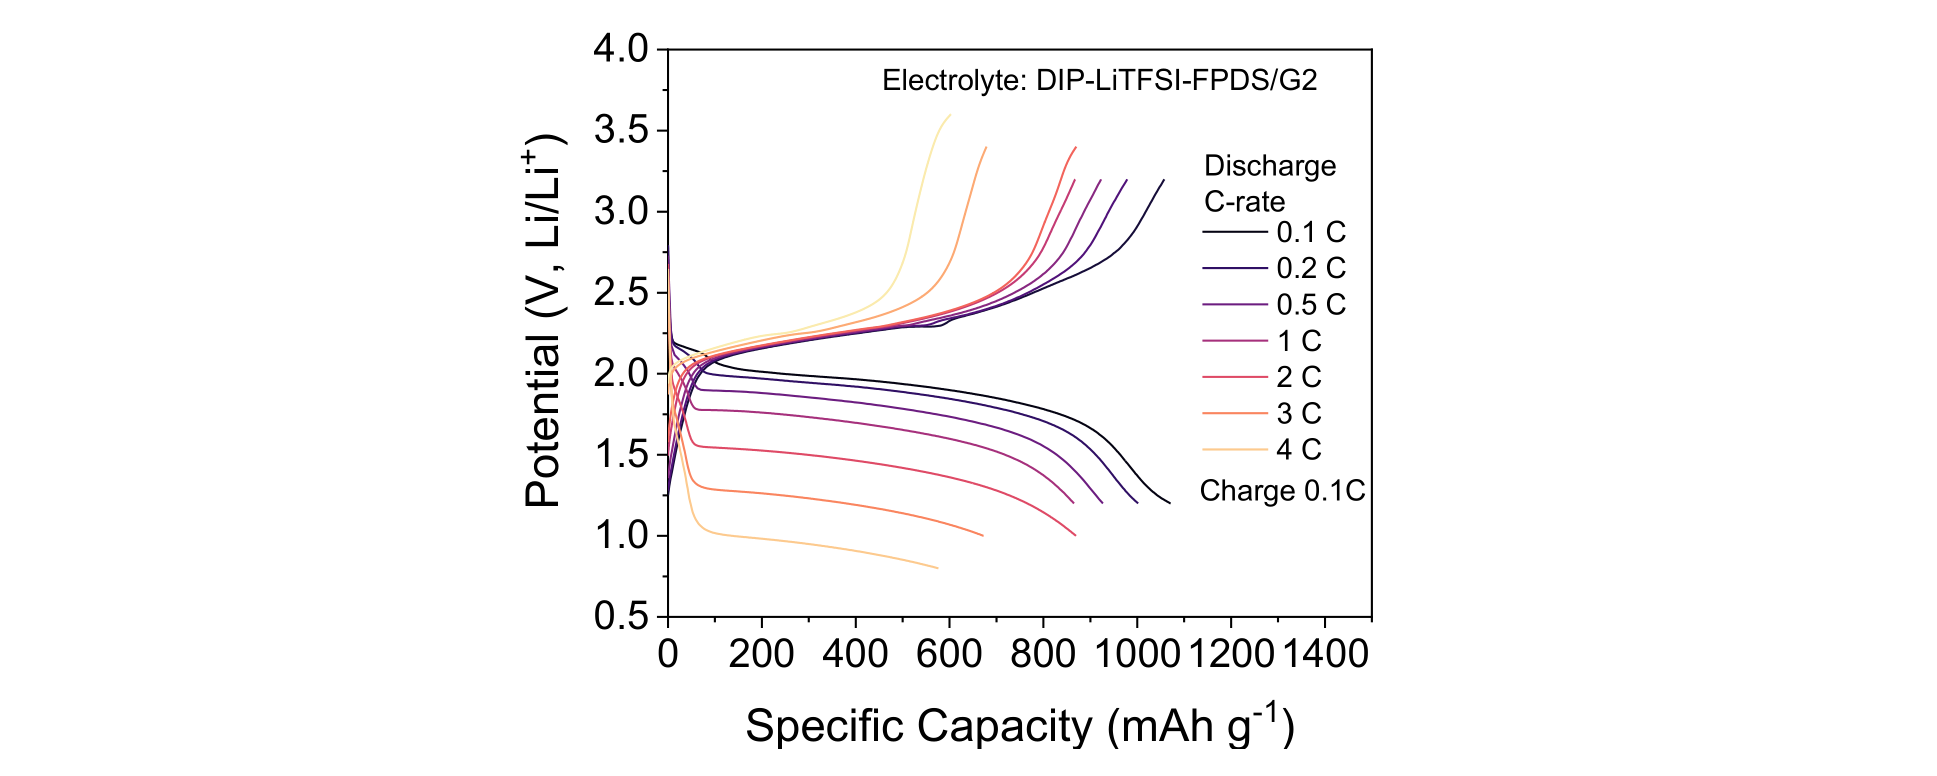 4.0
3.5
3.0
2.5
2.0
1.5
1.0
0.5
Potential (V, Li/Li⁺)
Electrolyte: DIP-LiTFSI-FPDS/G2
Discharge
C-rate
0.1 C
0.2 C
0.5 C
1 C
2 C
3 C
4 C
Charge 0.1C
0 200 400 600 800 1000 1200 1400
Specific Capacity (mAh g⁻¹)